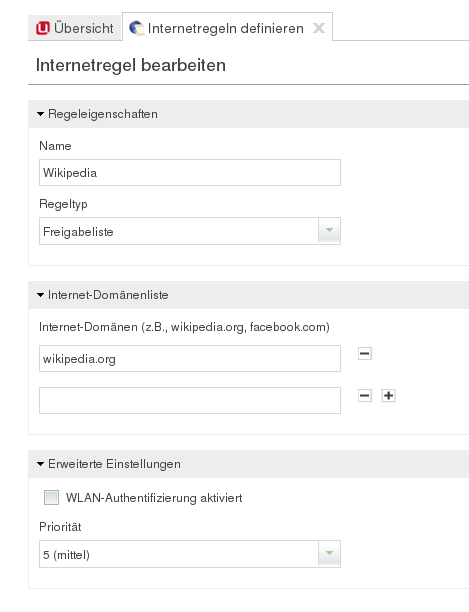 Übersicht
Internetregeln definieren
Internetregel bearbeiten
Regeleigenschaften
Name
Wikipedia
Regeltyp
Freigabeliste
Internet-Domänenliste
Internet-Domänen (z.B., wikipedia.org, facebook.com)
wikipedia.org
Erweiterte Einstellungen
WLAN-Authentifizierung aktiviert
Priorität
5 (mittel)